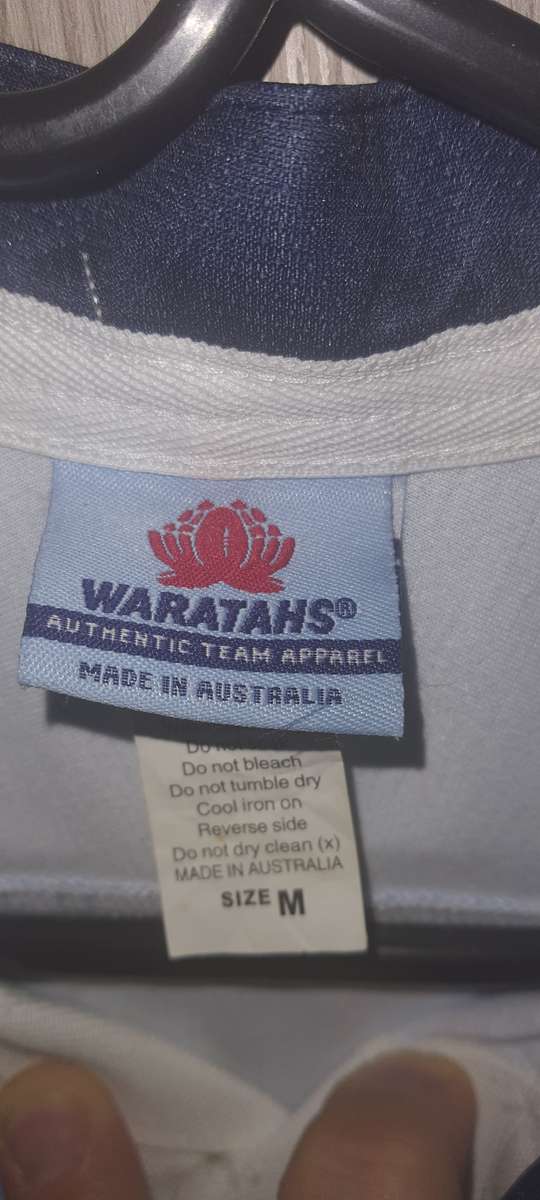 WARATAHS®
AUTHENTIC TEAM APPAREL
MADE IN AUSTRALIA
Do not bleach
Do not tumble dry
Cool iron on
Reverse side
Do not dry clean (x)
MADE IN AUSTRALIA
SIZE M